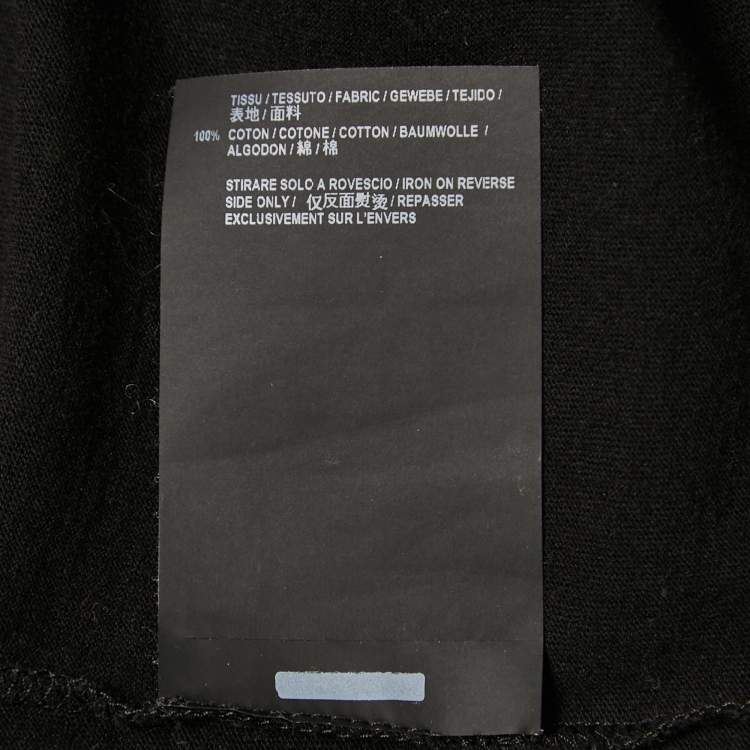 TISSU / TESSUTO / FABRIC / GEWEBE / TEJIDO /
表地 / 面料
100% COTON / COTONE / COTTON / BAUMWOLLE /
ALGODON / 綿 / 棉
STIRARE SOLO A ROVESCIO / IRON ON REVERSE
SIDE ONLY / 仅反面熨烫 / REPASSER
EXCLUSIVEMENT SUR L'ENVERS